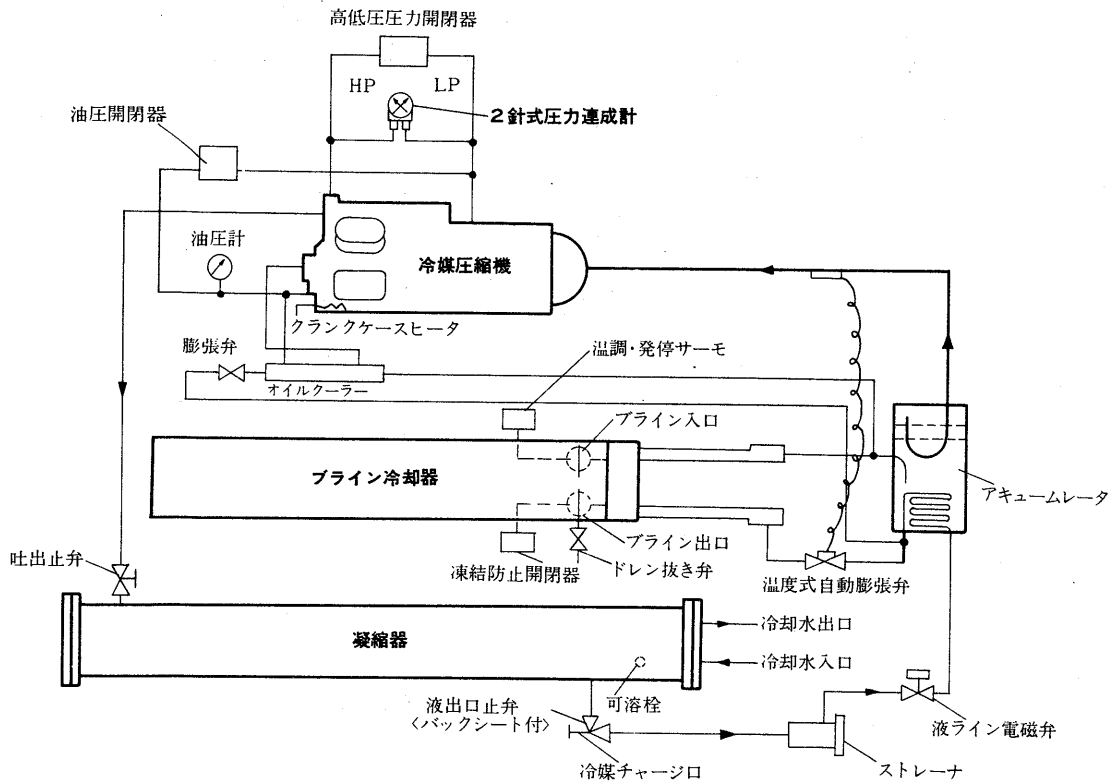 高低圧圧力開閉器
HP
LP
2針式圧力連成計
油圧開閉器
油圧計
冷媒圧縮機
クランクケースヒータ
膨張弁
オイルクーラー
温調・発停サーモ
ブライン入口
ブライン冷却器
アキュームレータ
ブライン出口
ドレン抜き弁
凍結防止開閉器
温度式自動膨張弁
吐出止弁
冷却水出口
凝縮器
冷却水入口
可溶栓
液出口止弁
〈バックシート付〉
液ライン電磁弁
冷媒チャージ口
ストレーナ